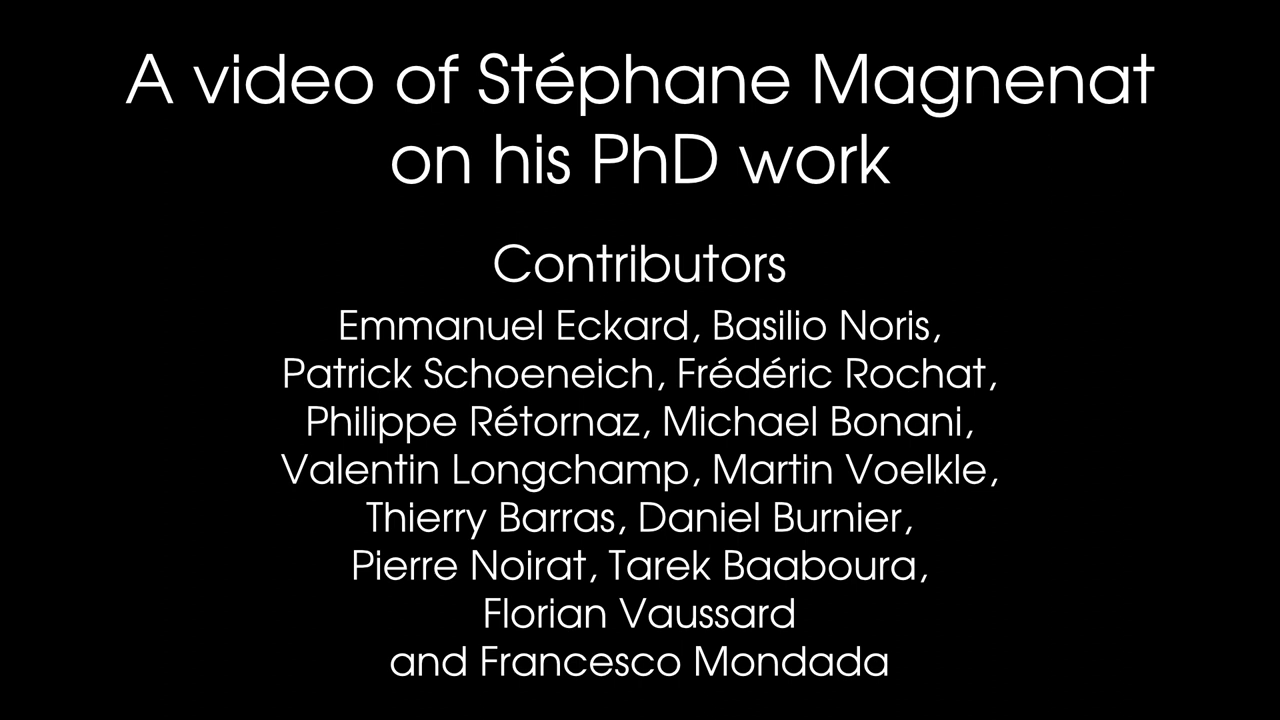 A video of Stéphane Magnenat
on his PhD work
Contributors
Emmanuel Eckard, Basilio Noris,
Patrick Schoeneich, Frédéric Rochat,
Philippe Rétornaz, Michael Bonani,
Valentin Longchamp, Martin Voelkle,
Thierry Barras, Daniel Burnier,
Pierre Noirat, Tarek Baaboura,
Florian Vaussard
and Francesco Mondada